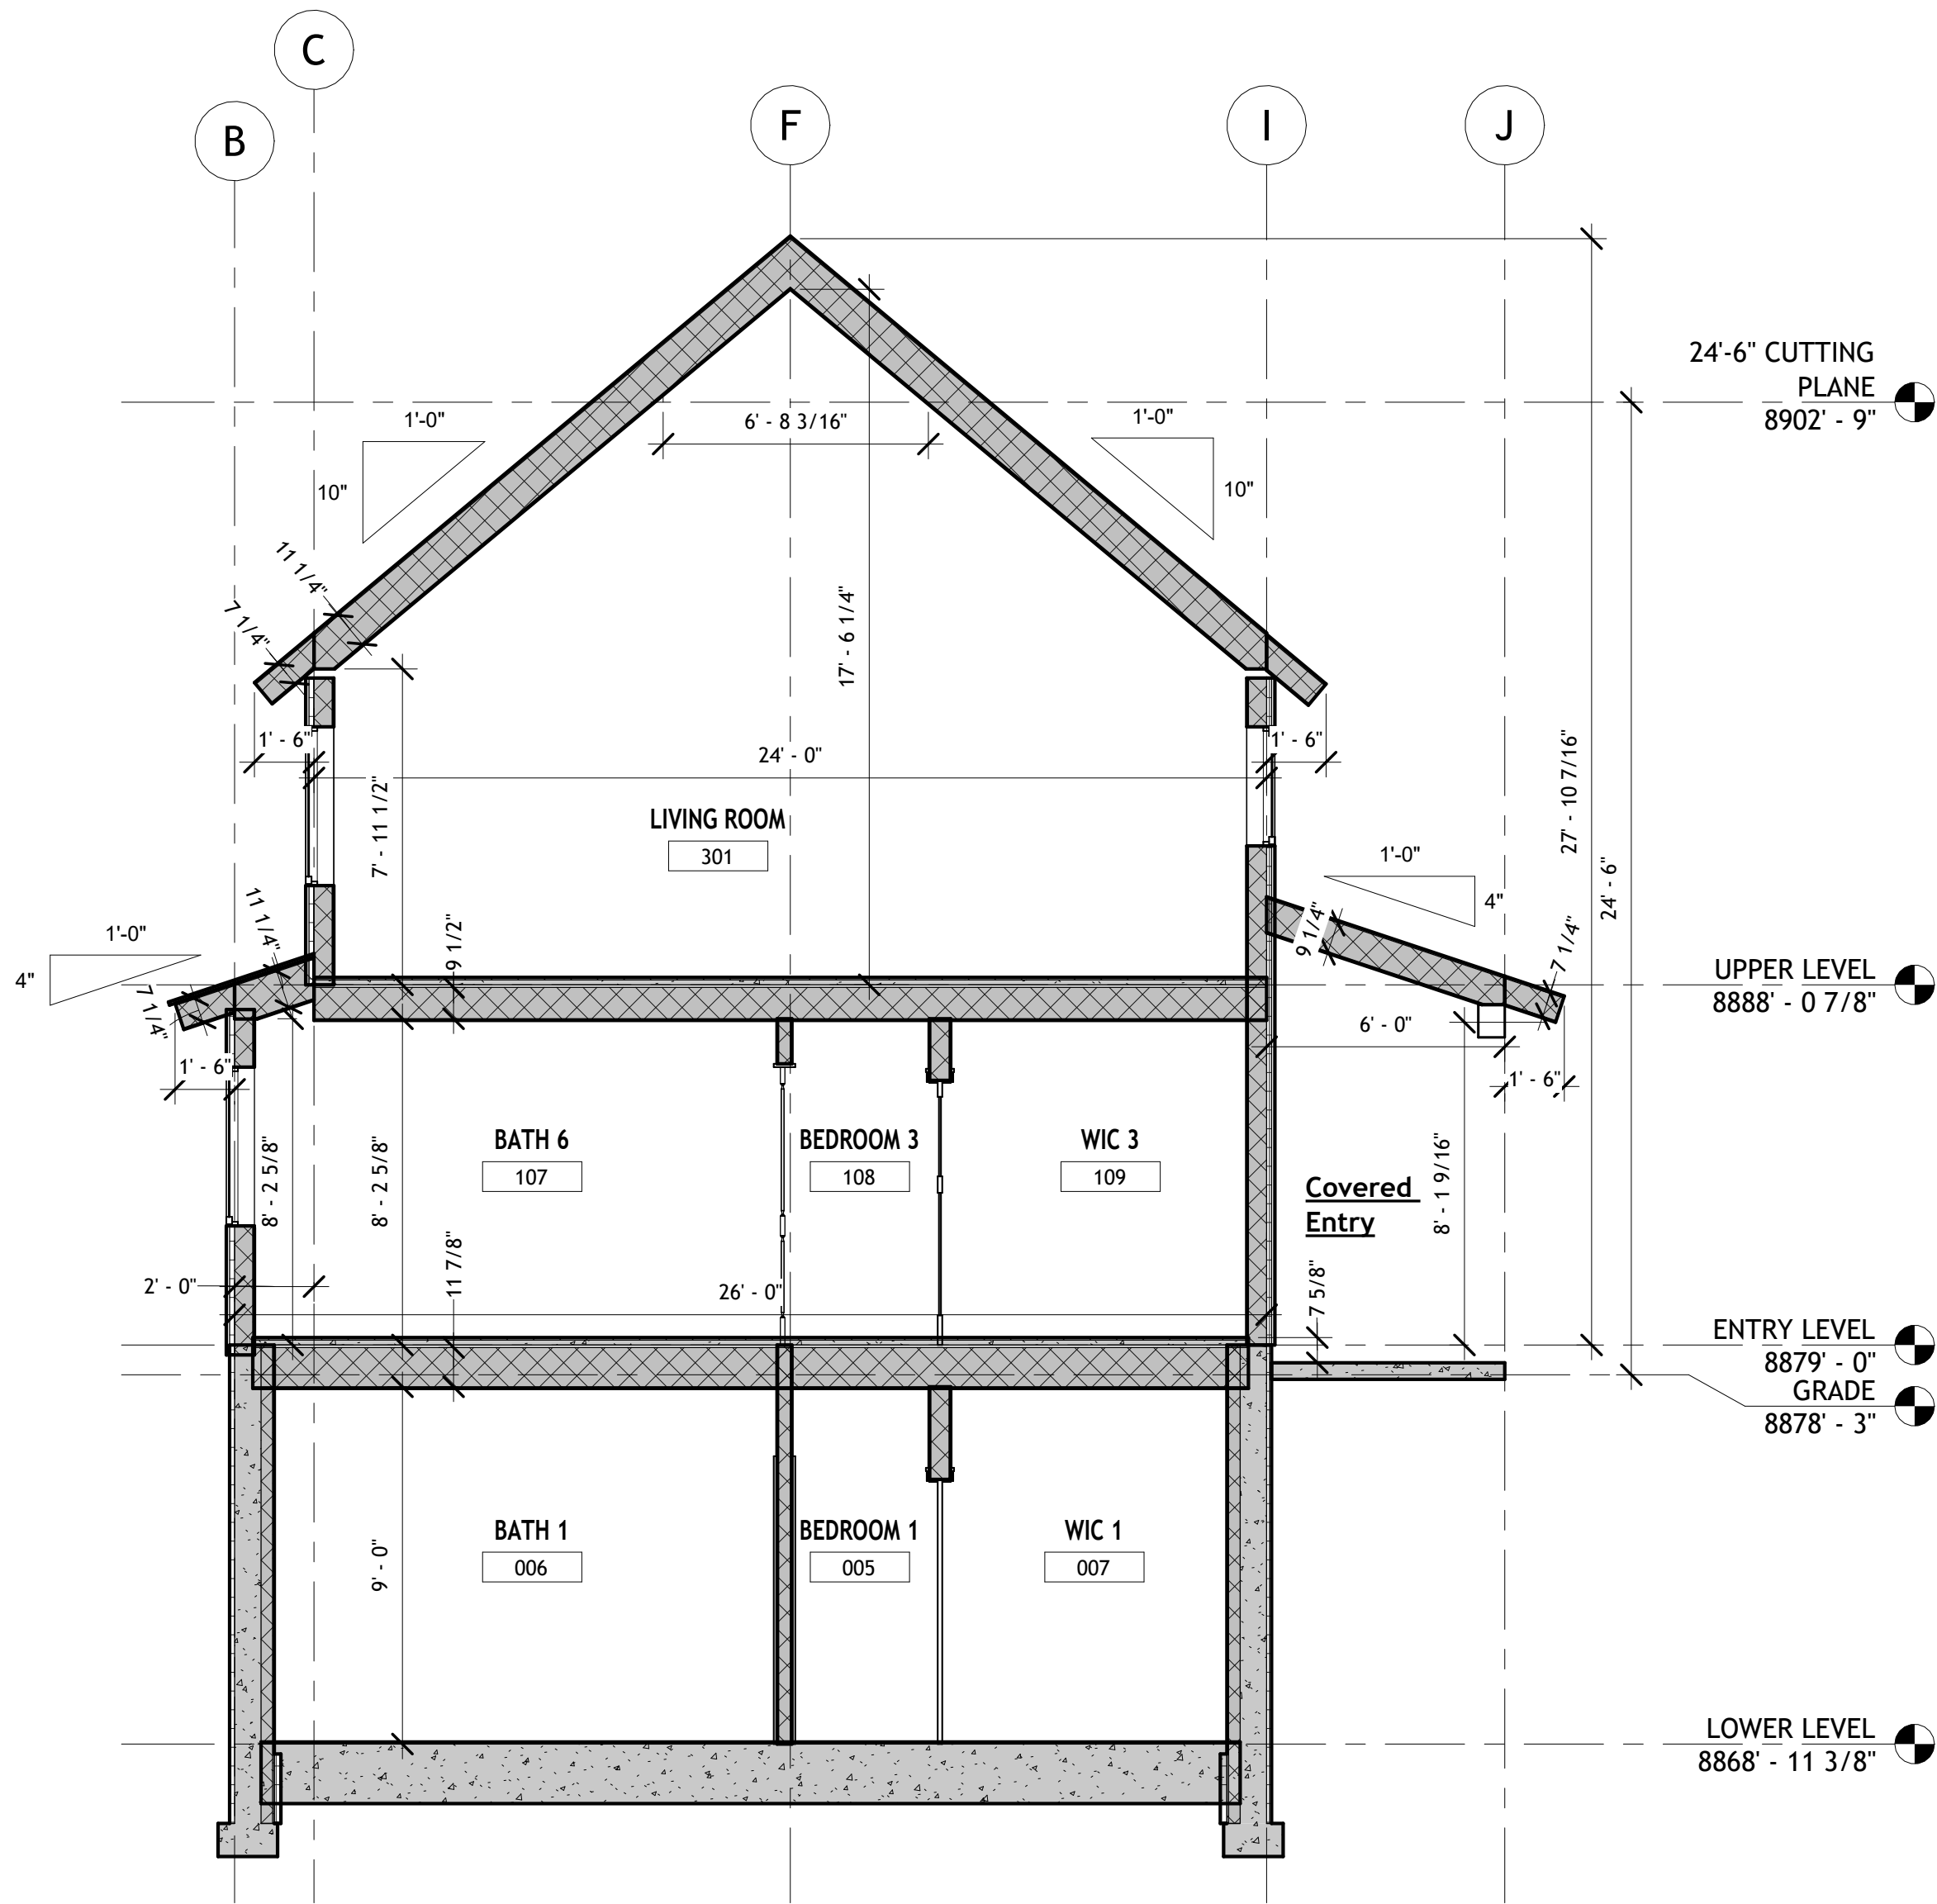 C
B
F
I
J
24'-6" CUTTING
PLANE
8902' - 9"
1'-0"
10"
6' - 8 3/16"
1'-0"
10"
11 1/4"
7 1/4"
17' - 6 1/4"
1' - 6"
24' - 0"
1' - 6"
7' - 11 1/2"
27' - 10 7/16"
LIVING ROOM
301
1'-0"
4"
24' - 6"
11 1/4"
9 1/2"
9 1/4"
7 1/4"
1'-0"
4"
7 1/4"
UPPER LEVEL
8888' - 0 7/8"
6' - 0"
1' - 6"
1' - 6"
BATH 6
107
BEDROOM 3
108
WIC 3
109
8' - 2 5/8"
8' - 2 5/8"
8' - 1 9/16"
Covered
Entry
11 7/8"
2' - 0"
26' - 0"
7 5/8"
ENTRY LEVEL
8879' - 0"
GRADE
8878' - 3"
BATH 1
006
BEDROOM 1
005
WIC 1
007
9' - 0"
LOWER LEVEL
8868' - 11 3/8"